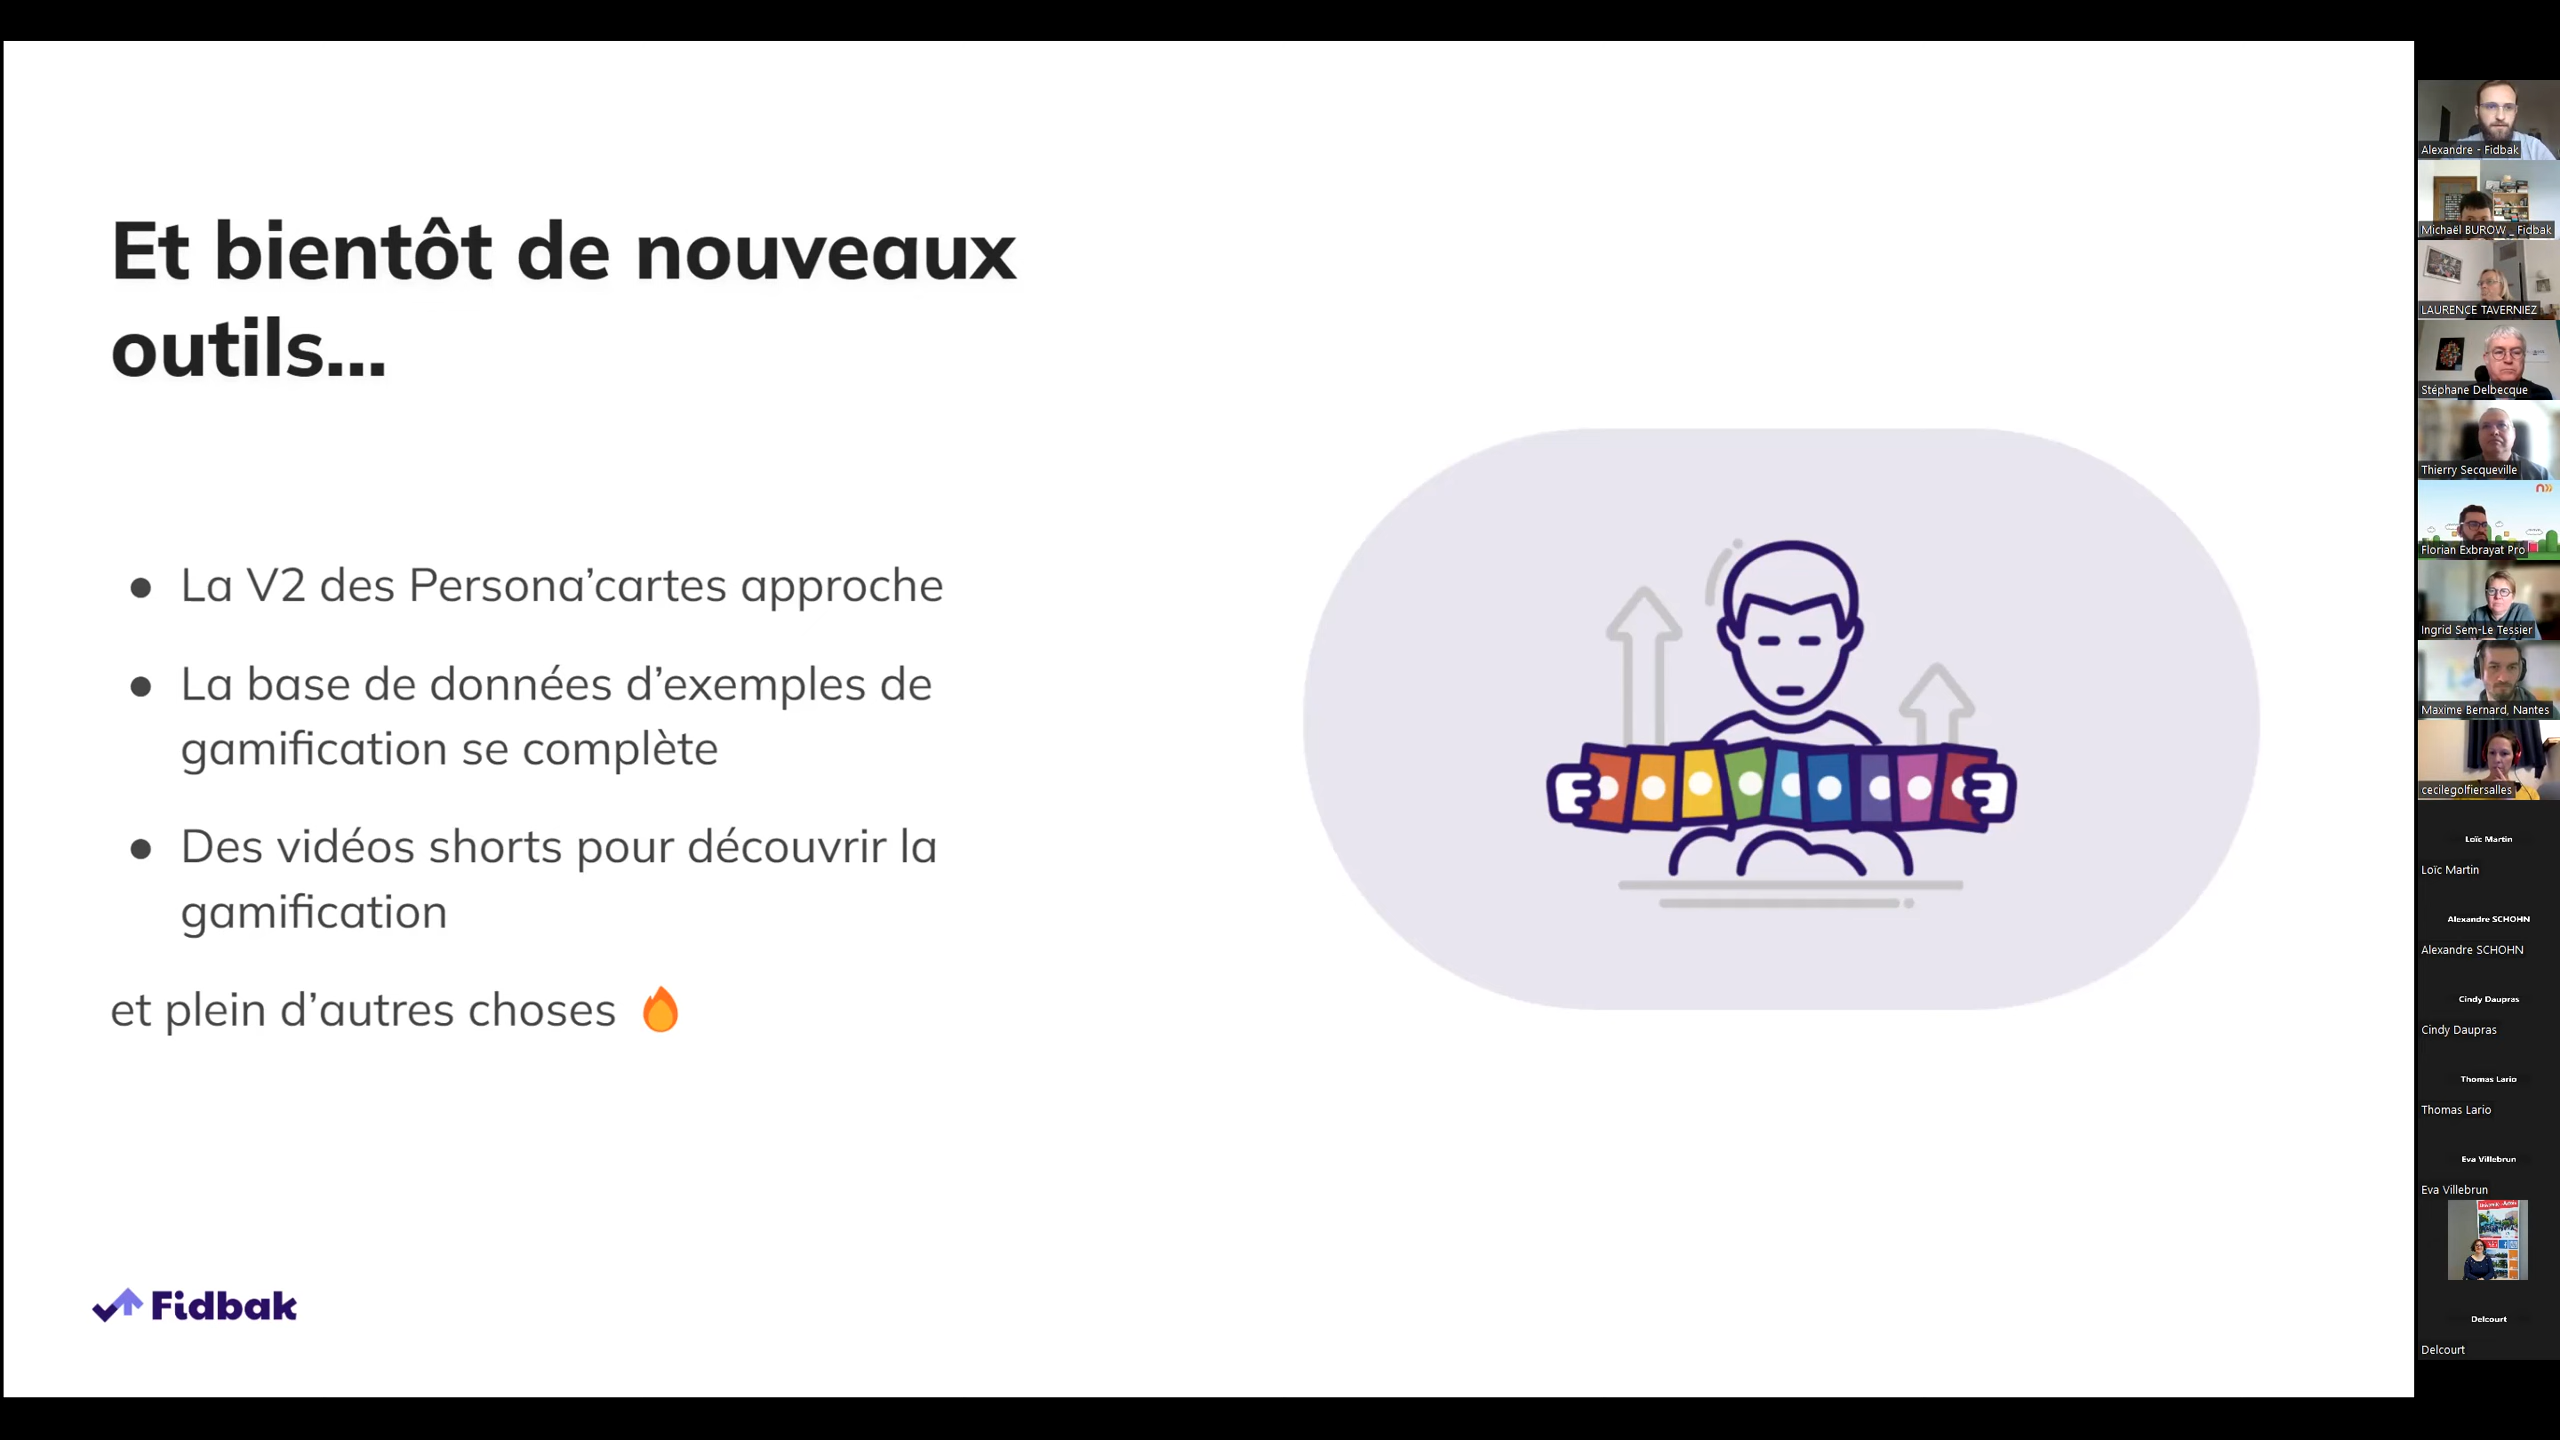 Et bientôt de nouveaux
outils...
● La V2 des Persona’cartes approche
● La base de données d’exemples de
gamification se complète
● Des vidéos shorts pour découvrir la
gamification
et plein d’autres choses 🔥
Fidbak
Alexandre - Fidbak
Michaël BUROW _ Fidbak
LAURENCE TAVERNIEZ
Stéphane Delbecque
Thierry Secqueville
Florian Exbrayat Pro
Ingrid Sem-Le Tessier
Maxime Bernard, Nantes
cecilegolfiersalles
Loïc Martin
Loïc Martin
Alexandre SCHOHN
Alexandre SCHOHN
Cindy Daupras
Cindy Daupras
Thomas Lario
Thomas Lario
Eva Villebrun
Eva Villebrun
Delcourt
Delcourt